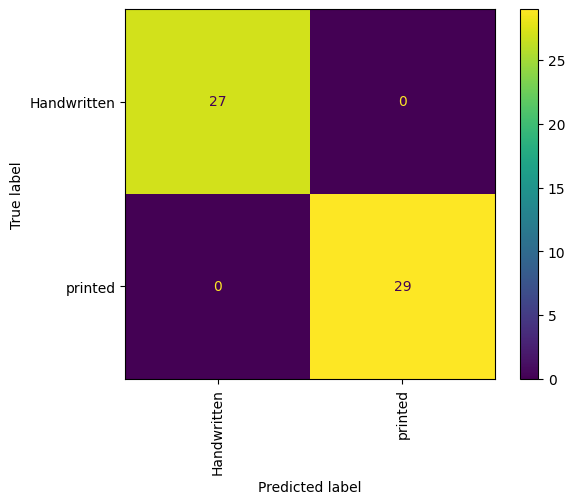 Handwritten
27
0
printed
0
29
Handwritten
printed
True label
Predicted label
25
20
15
10
5
0